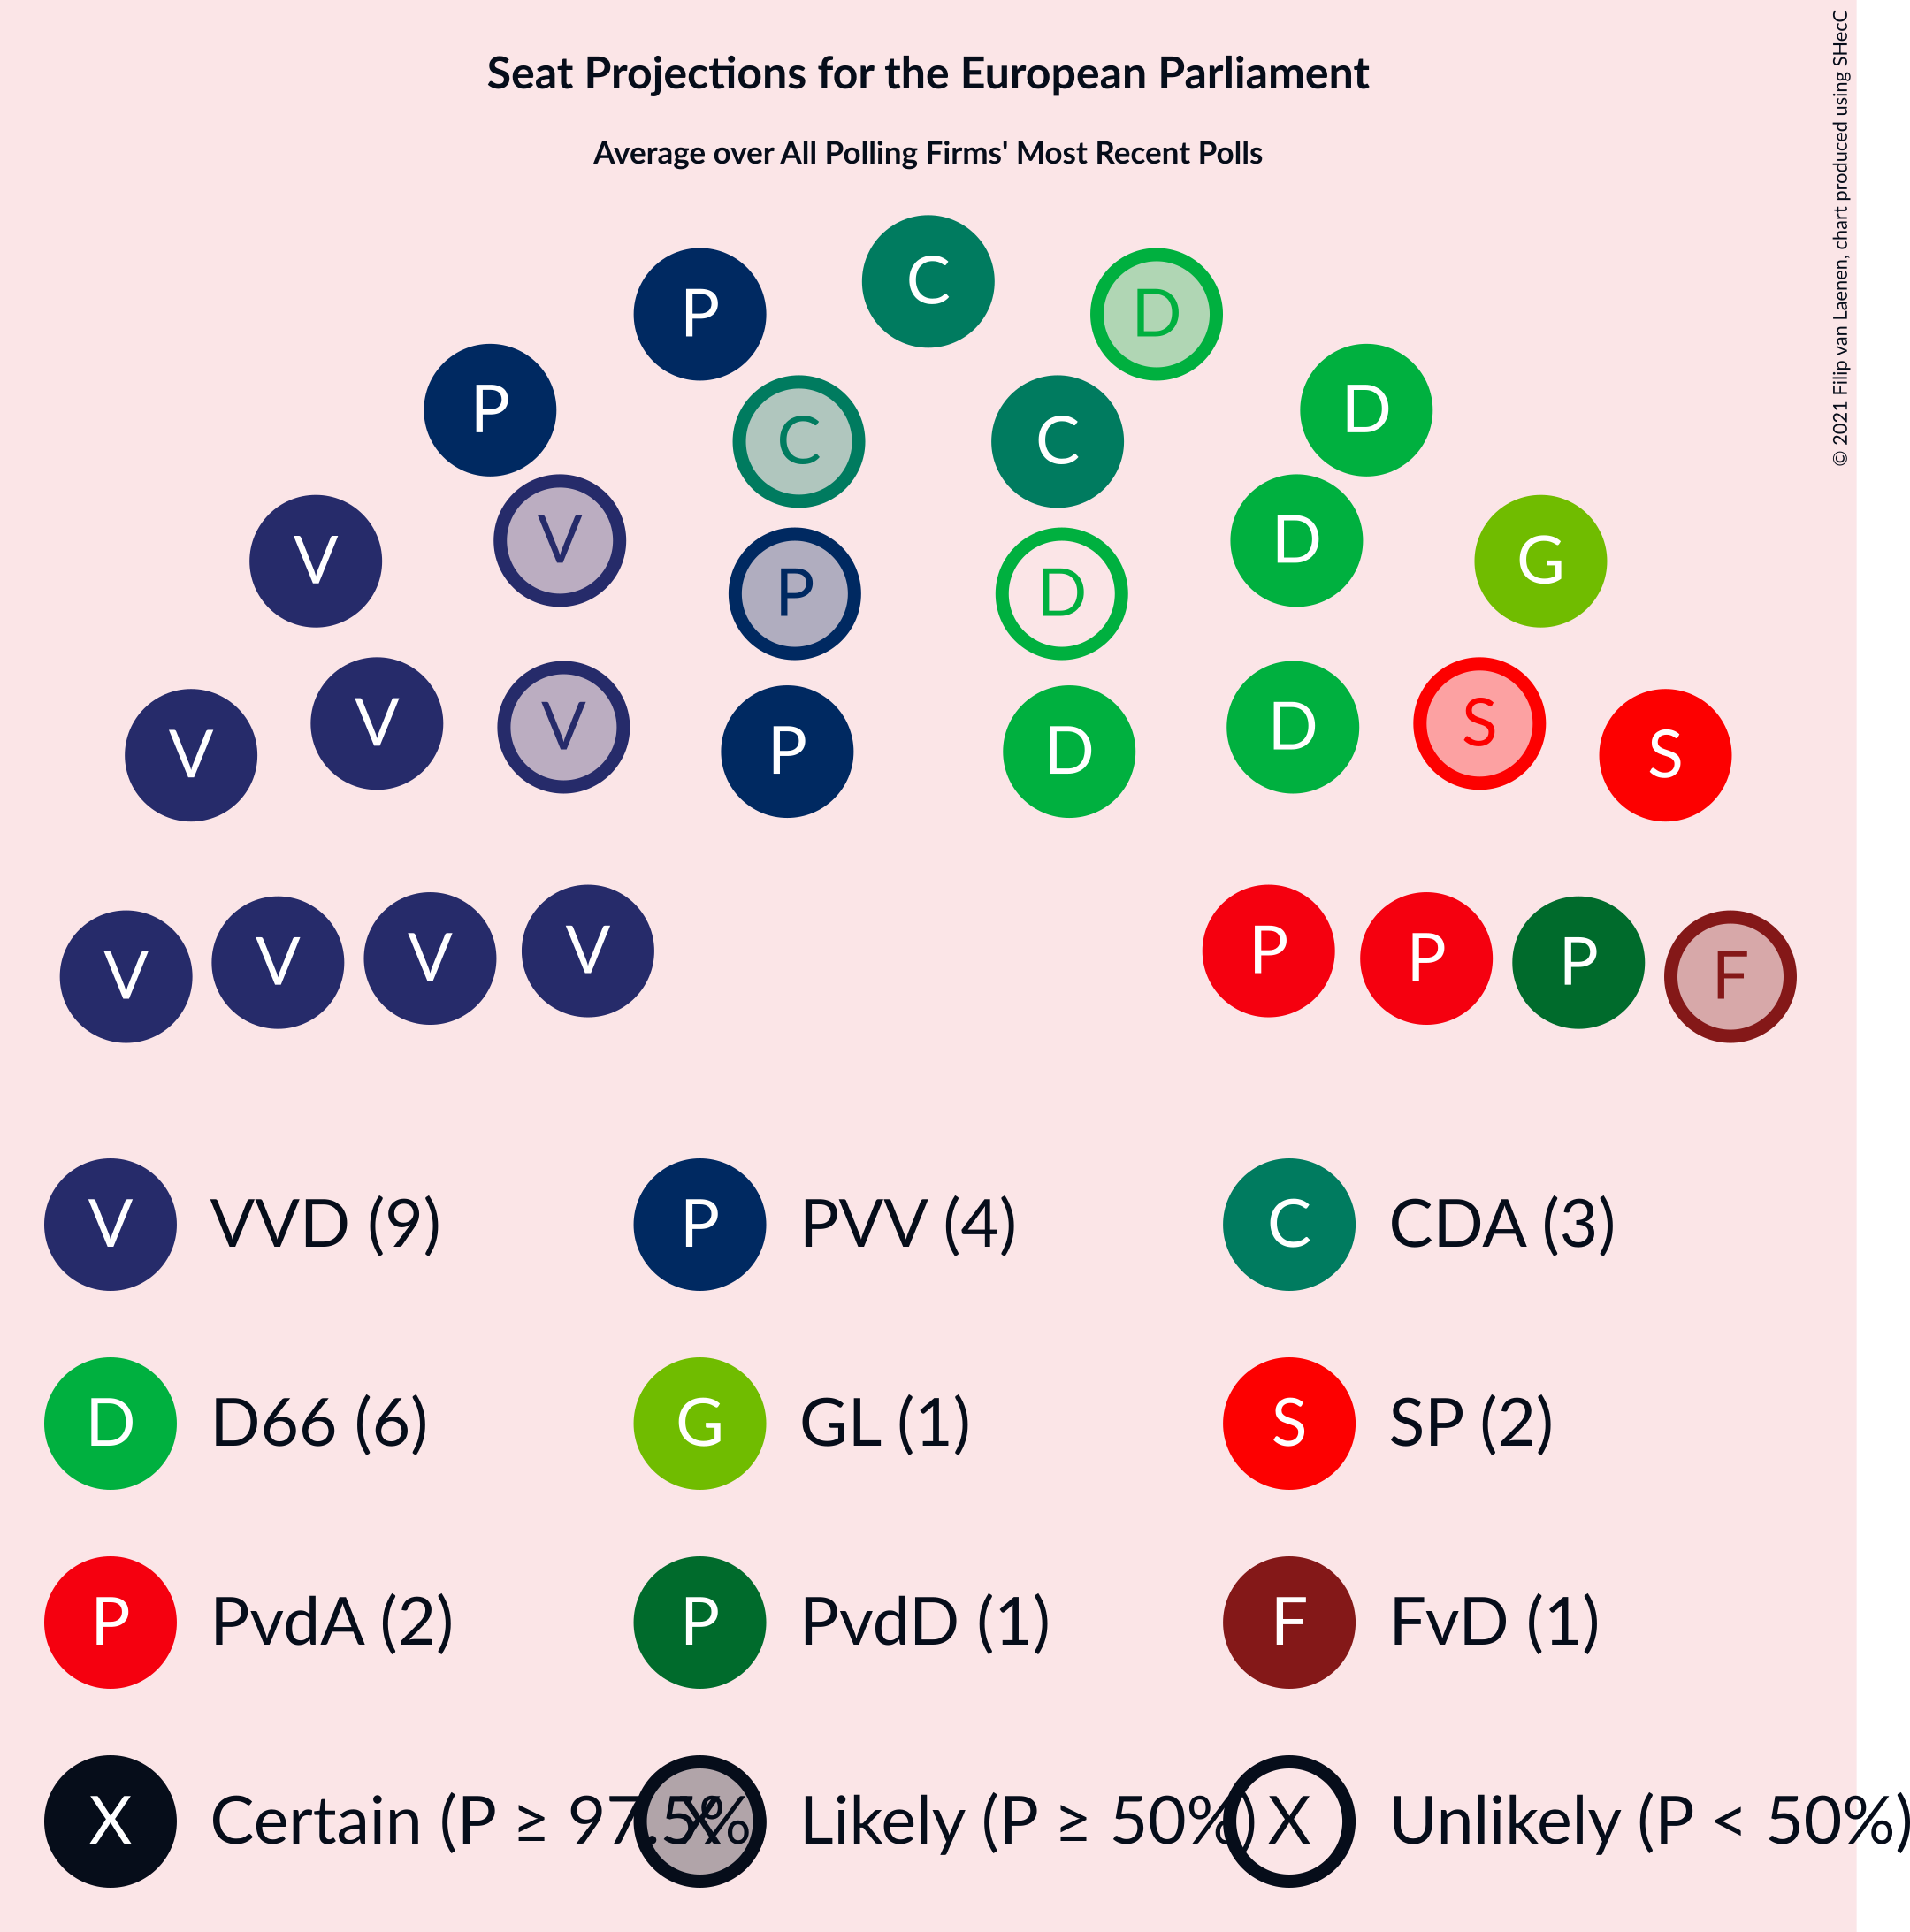 Seat Projections for the European Parliament
Average over All Polling Firms' Most Recent Polls
© 2021 Filip van Laenen, chart produced using SHecC
C
P D
P D
C C
V V D G
P D
V V V P D D S S
V V V V P P P F
V VVD (9) P PVV (4) C CDA (3)
D D66 (6) G GL (1) S SP (2)
P PvdA (2) P PvdD (1) F FvD (1)
X Certain (P ≥ 97.5%) X Likely (P ≥ 50%) X Unlikely (P < 50%)